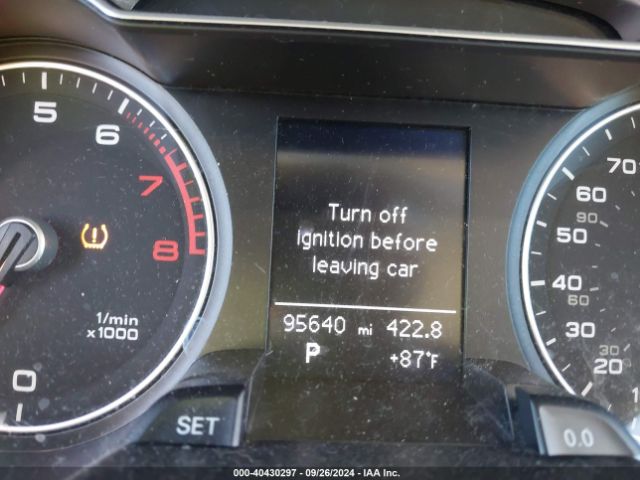 5
6
7
8
1/min
x1000
0
SET
Turn off
ignition before
leaving car
95640 mi 422.8
P +87°F
70
60
90
50
40
60
30
30
20
0.0
000-40430297 - 09/26/2024 - IAA Inc.